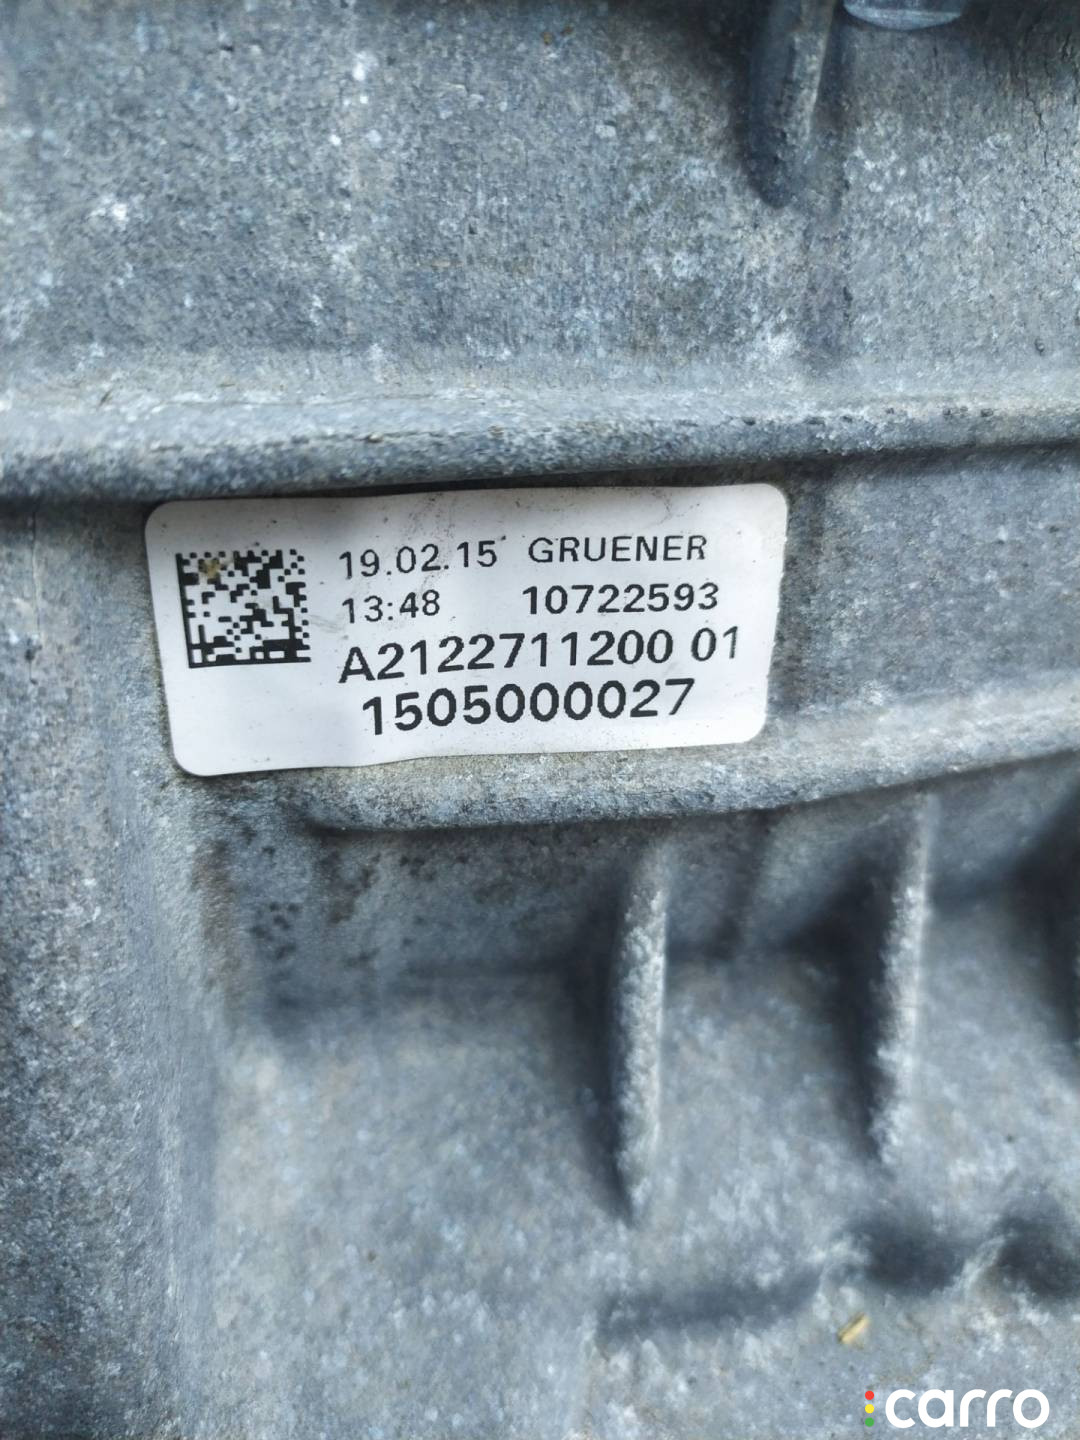 19.02.15 GRUENER
13:48 10722593
A2122711200 01
1505000027
carro